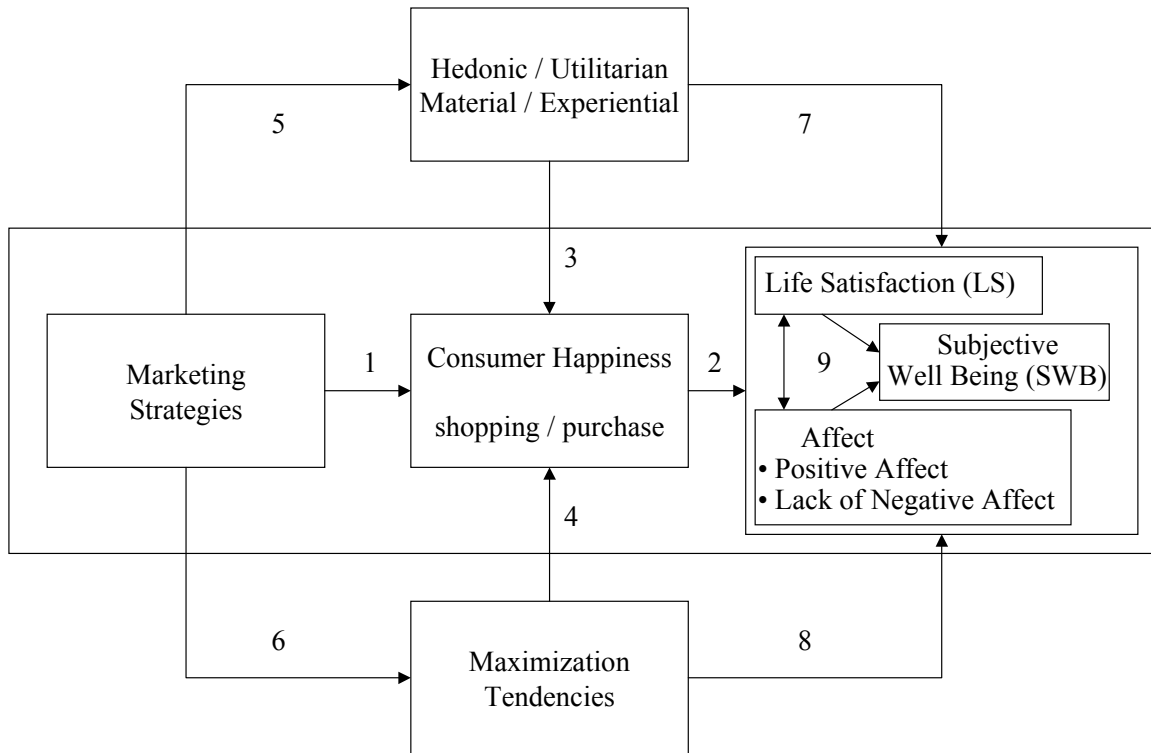 Hedonic / Utilitarian
Material / Experiential
5
7
3
Life Satisfaction (LS)
Marketing
Strategies
1
Consumer Happiness
shopping / purchase
2
9
Subjective
Well Being (SWB)
Affect
• Positive Affect
• Lack of Negative Affect
4
6
Maximization
Tendencies
8